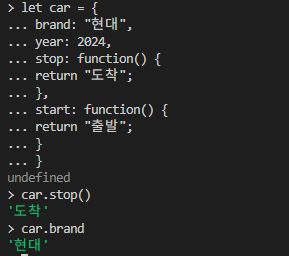 > let car = {
... brand: "현대",
... year: 2024,
... stop: function() {
... return "도착";
... },
... start: function() {
... return "출발";
... }
... }
undefined
> car.stop()
'도착'
> car.brand
'현대'